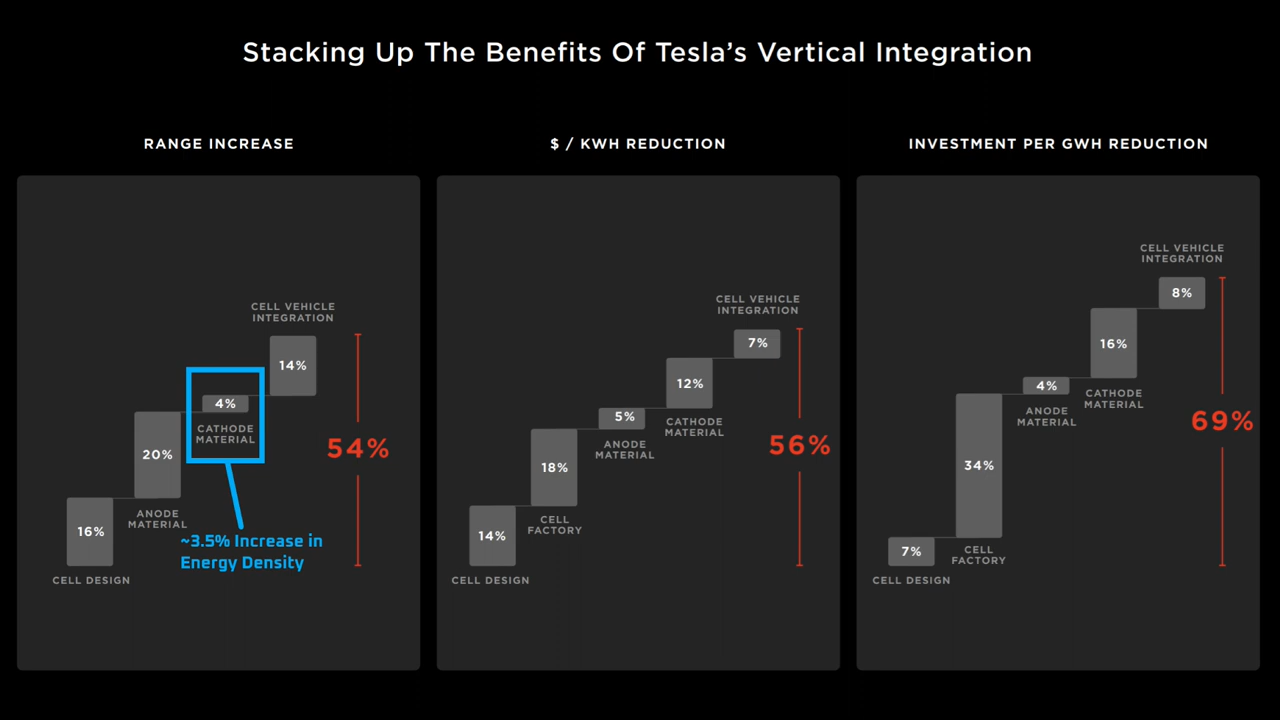 Stacking Up The Benefits Of Tesla's Vertical Integration
RANGE INCREASE
CELL VEHICLE
INTEGRATION
14%
4%
CATHODE
MATERIAL
20%
54%
ANODE
MATERIAL
16%
~3.5% Increase in
Energy Density
CELL DESIGN
$ / KWH REDUCTION
CELL VEHICLE
INTEGRATION
7%
12%
5%
CATHODE
MATERIAL
18%
ANODE
MATERIAL
56%
14%
CELL
FACTORY
CELL DESIGN
INVESTMENT PER GWH REDUCTION
CELL VEHICLE
INTEGRATION
8%
16%
4%
CATHODE
MATERIAL
ANODE
MATERIAL
69%
34%
7%
CELL
FACTORY
CELL DESIGN